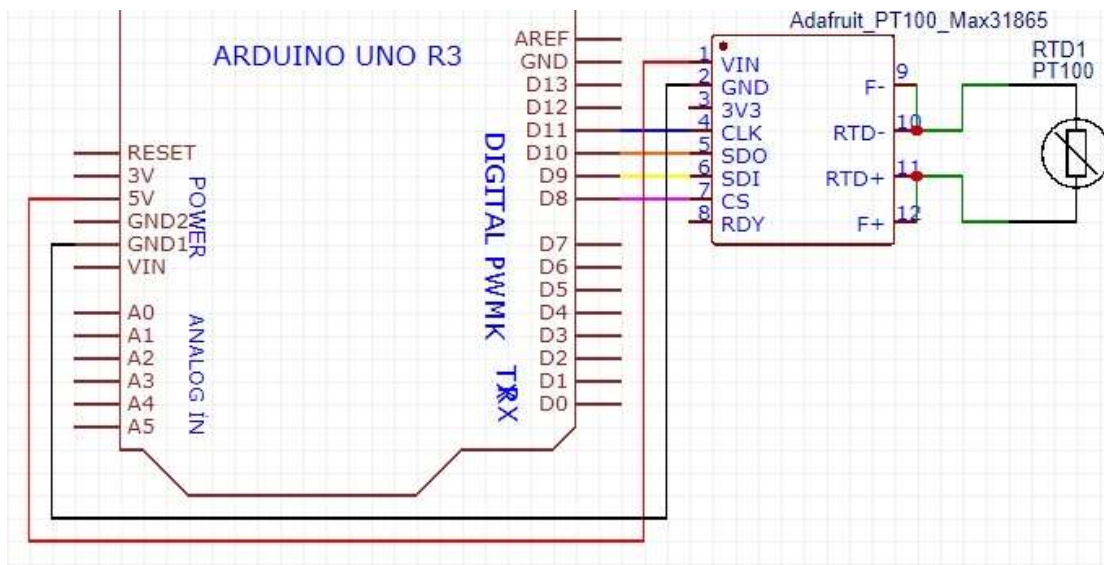 Adafruit_PT100_Max31865
ARDUINO UNO R3
RTD1
PT100
AREF
GND
D13
D12
D11
D10
D9
D8
D7
D6
D5
D4
D3
D2
D1
D0
DIGITAL PWMK
RESET
3V
5V
GND2
GND1
VIN
POWER
A0
A1
A2
A3
A4
A5
ANALOG İN
1 VIN
2 GND
3 3V3
4 CLK
5 SDO
6 SDI
7 CS
8 RDY
F- 9
RTD- 10
RTD+ 11
F+ 12